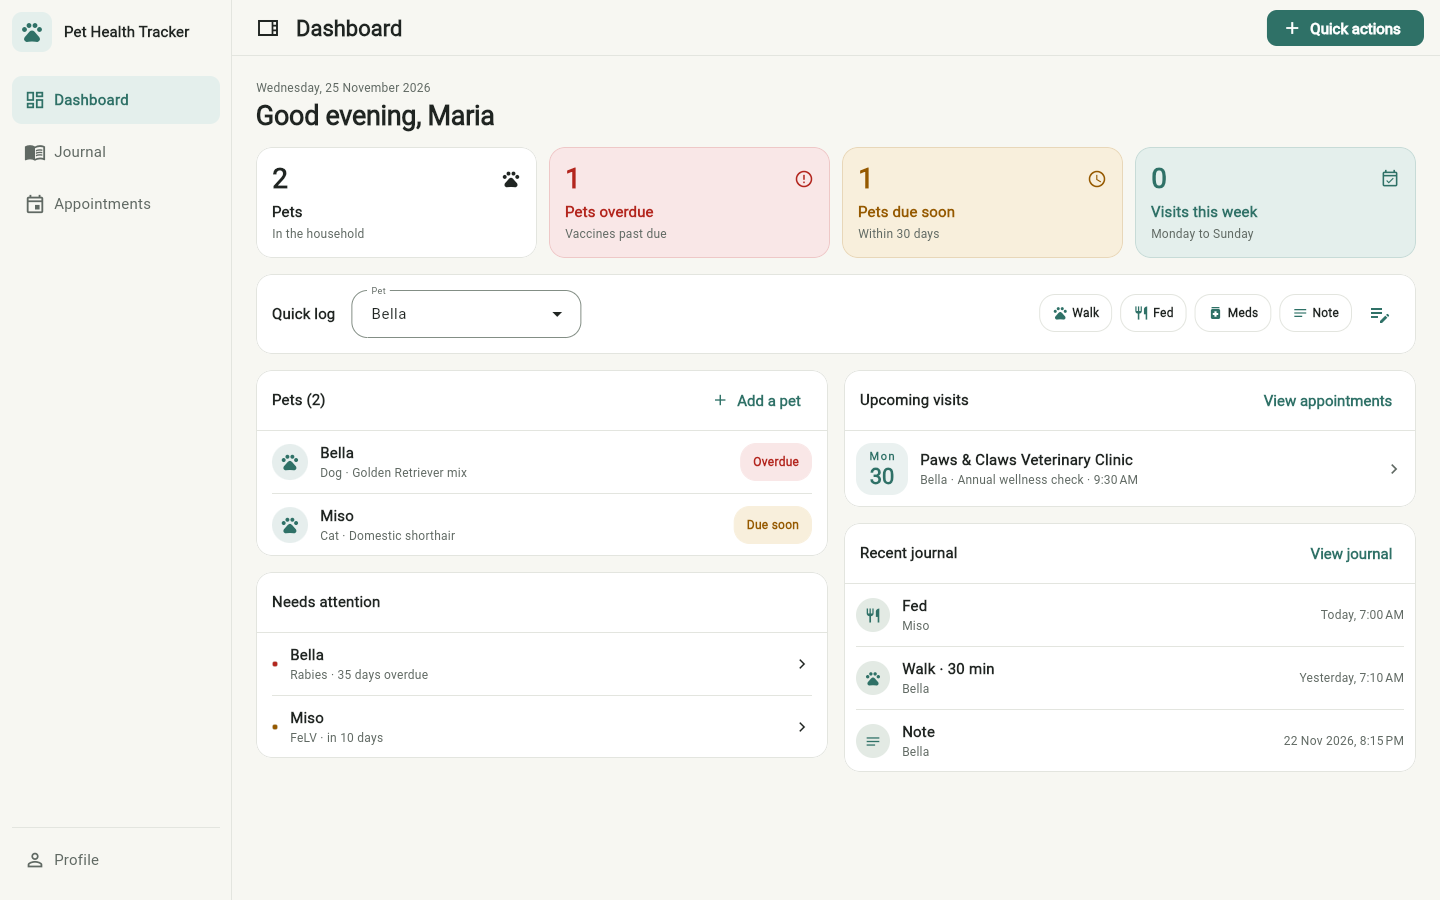 Pet Health Tracker
Dashboard
Journal
Appointments
Profile
Dashboard
Quick actions
Wednesday, 25 November 2026
Good evening, Maria
2
Pets
In the household
1
Pets overdue
Vaccines past due
1
Pets due soon
Within 30 days
0
Visits this week
Monday to Sunday
Quick log
Pet
Bella
Walk
Fed
Meds
Note
Pets (2)
Add a pet
Bella
Dog · Golden Retriever mix
Overdue
Miso
Cat · Domestic shorthair
Due soon
Needs attention
Bella
Rabies · 35 days overdue
Miso
FeLV · in 10 days
Upcoming visits
View appointments
Mon
30
Paws & Claws Veterinary Clinic
Bella · Annual wellness check · 9:30 AM
Recent journal
View journal
Fed
Miso
Today, 7:00 AM
Walk · 30 min
Bella
Yesterday, 7:10 AM
Note
Bella
22 Nov 2026, 8:15 PM